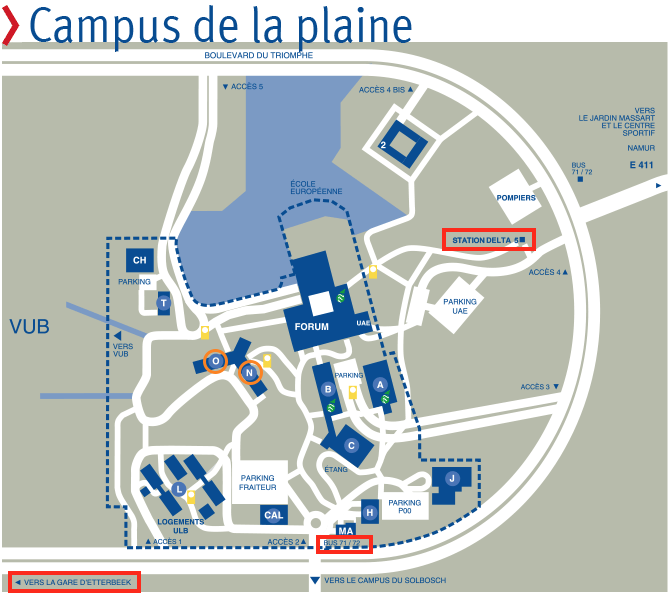 Campus de la plaine
BOULEVARD DU TRIOMPHE
▼ ACCÈS 5
ACCÈS 4 BIS ▲
VERS
LE JARDIN MASSART
ET LE CENTRE
SPORTIF
NAMUR
E 411
BUS
71 / 72
2
ÉCOLE
EUROPÉENNE
POMPIERS
STATION DELTA 5
ACCÈS 4 ▲
CH
PARKING
T
VUB
VERS
VUB
FORUM
UAE
PARKING
UAE
O
N
PARKING
B
A
ACCÈS 3 ▼
C
ÉTANG
L
LOGEMENTS
ULB
PARKING
FRAITEUR
CAL
J
H
PARKING
P00
MA
▲ ACCÈS 1
ACCÈS 2 ▲
BUS 71 / 72
◄ VERS LA GARE D'ETTERBEEK
▼ VERS LE CAMPUS DU SOLBOSCH